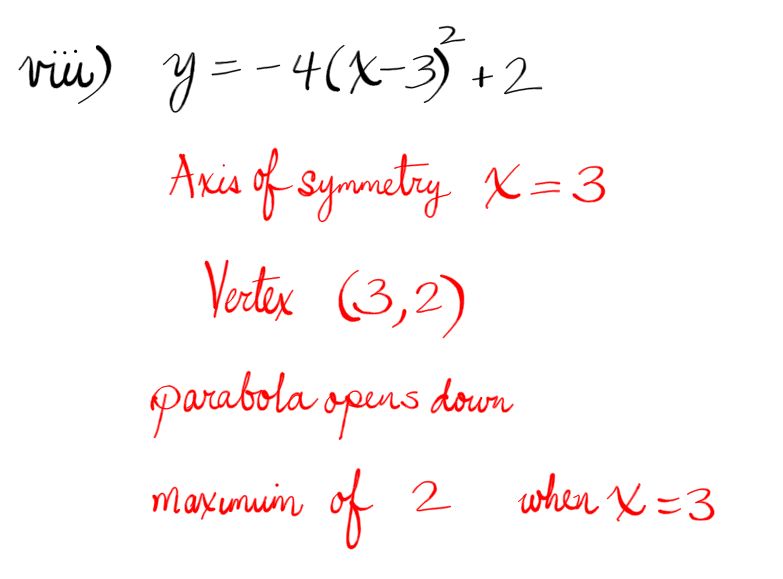 viii) y = -4(x-3)² + 2
Axis of symmetry x = 3
Vertex (3,2)
parabola opens down
maximum of 2 when x = 3